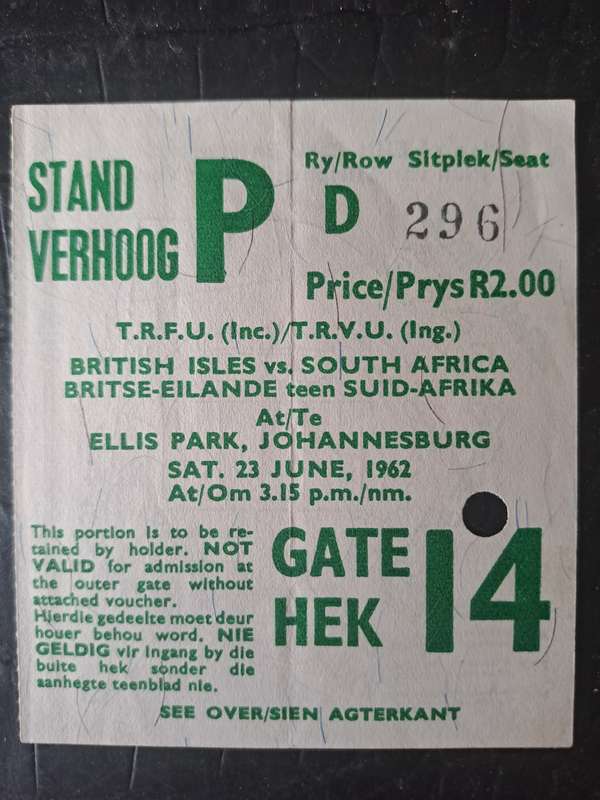 STAND
VERHOOG
P
Ry/Row Sitplek/Seat
D 296
Price/Prys R2.00
T.R.F.U. (Inc.)/T.R.V.U. (Ing.)
BRITISH ISLES vs. SOUTH AFRICA
BRITSE-EILANDE teen SUID-AFRIKA
At/Te
ELLIS PARK, JOHANNESBURG
SAT. 23 JUNE, 1962
At/Om 3.15 p.m./nm.
This portion is to be re-
tained by holder. NOT
VALID for admission at
the outer gate without
attached voucher.
Hierdie gedeelte moet deur
houer behou word. NIE
GELDIG vir ingang by die
buite hek sonder die
aanhegte teenblad nie.
GATE
HEK
14
SEE OVER/SIEN AGTERKANT